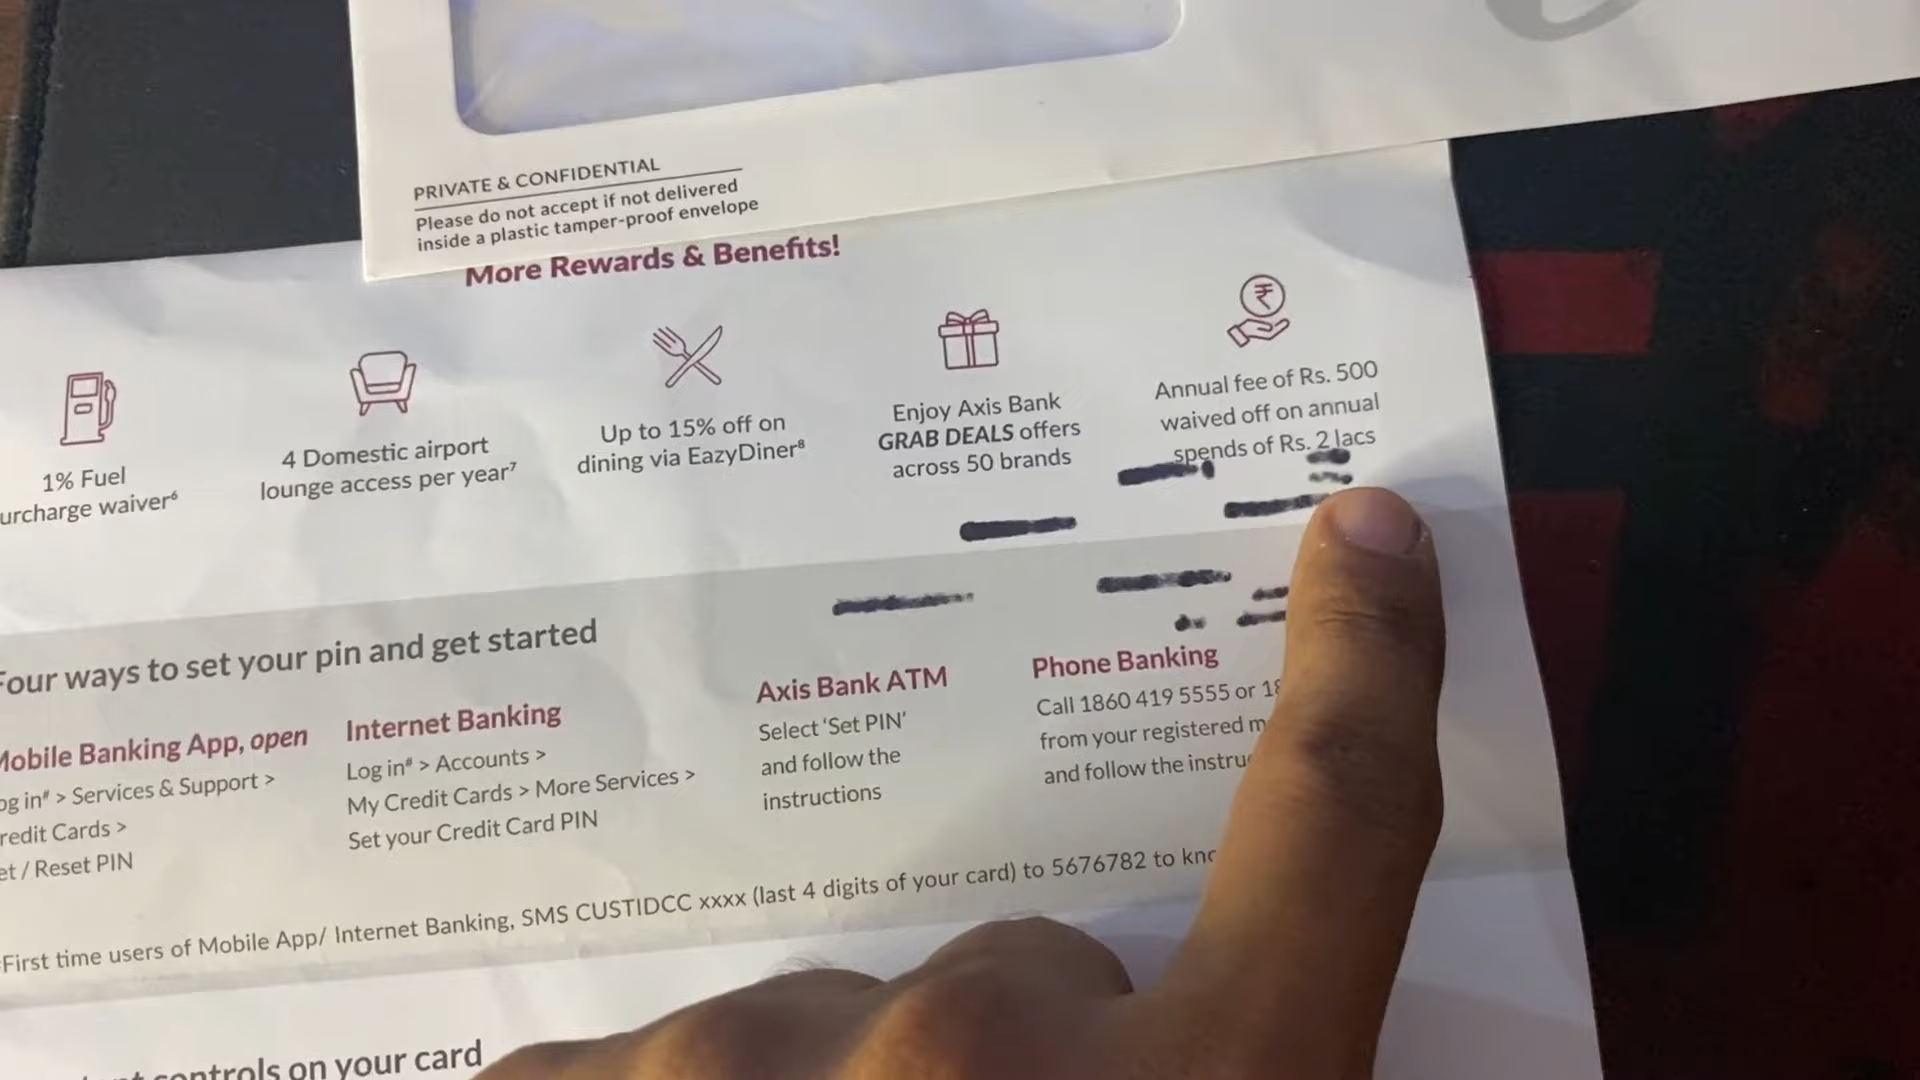 PRIVATE & CONFIDENTIAL
Please do not accept if not delivered
inside a plastic tamper-proof envelope
More Rewards & Benefits!
1% Fuel
urcharge waiver⁶
4 Domestic airport
lounge access per year⁷
Up to 15% off on
dining via EazyDiner⁸
Enjoy Axis Bank
GRAB DEALS offers
across 50 brands
₹
Annual fee of Rs. 500
waived off on annual
spends of Rs. 2 lacs
Four ways to set your pin and get started
Mobile Banking App, open
og in# > Services & Support >
redit Cards >
et / Reset PIN
Internet Banking
Log in# > Accounts >
My Credit Cards > More Services >
Set your Credit Card PIN
Axis Bank ATM
Select ‘Set PIN’
and follow the
instructions
Phone Banking
Call 1860 419 5555 or 18
from your registered m
and follow the instru
First time users of Mobile App/ Internet Banking, SMS CUSTIDCC xxxx (last 4 digits of your card) to 5676782 to kno
controls on your card